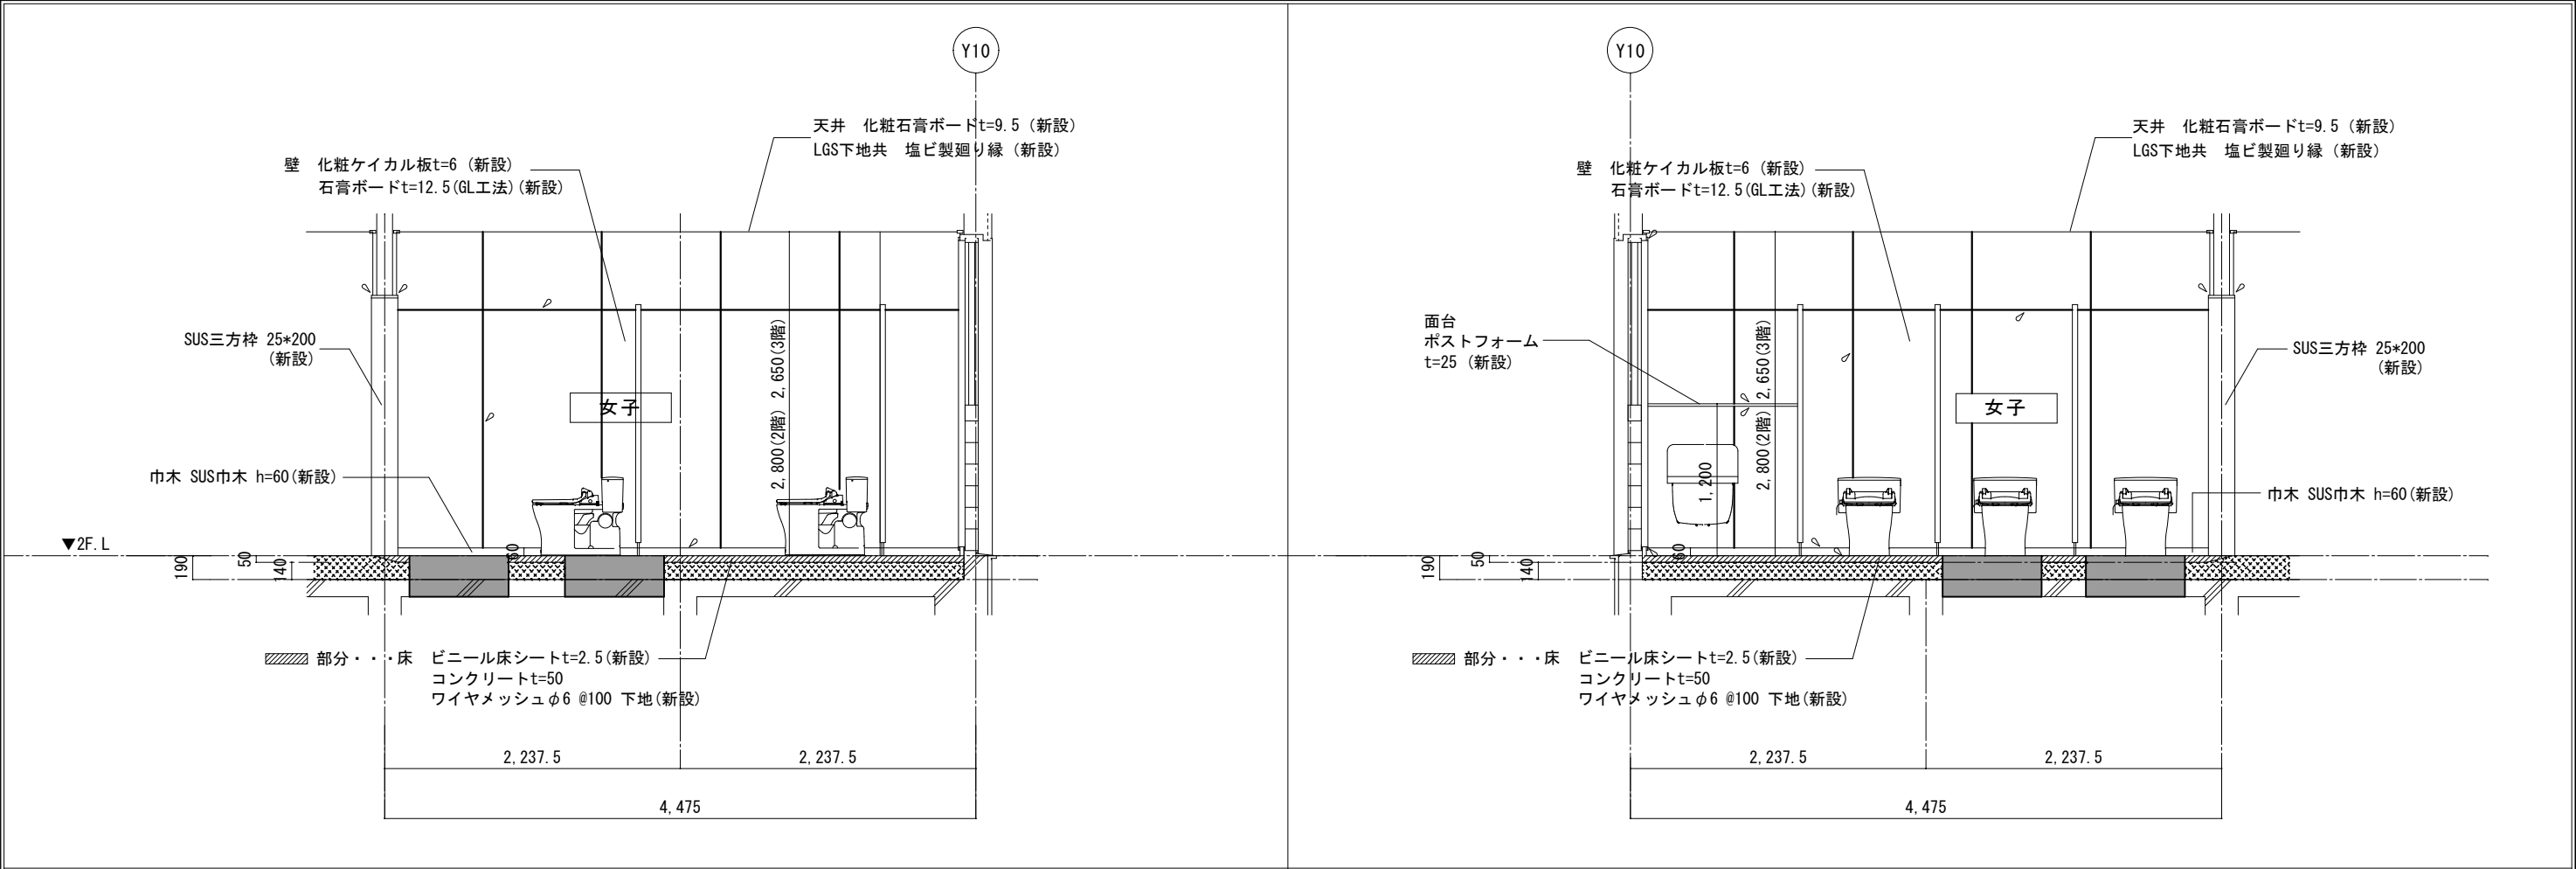 Y10
天井　化粧石膏ボードt=9.5 (新設)
LGS下地共　塩ビ製廻り縁 (新設)
壁　化粧ケイカル板t=6 (新設)
石膏ボードt=12.5(GL工法)(新設)
SUS三方枠 25*200
(新設)
女子
2,800(2階) 2,650(3階)
巾木 SUS巾木 h=60(新設)
▼2F.L
60
190
50
140
部分・・・床　ビニール床シートt=2.5(新設)
コンクリートt=50
ワイヤメッシュφ6 @100 下地(新設)
2,237.5
2,237.5
4,475
Y10
天井　化粧石膏ボードt=9.5 (新設)
LGS下地共　塩ビ製廻り縁 (新設)
壁　化粧ケイカル板t=6 (新設)
石膏ボードt=12.5(GL工法)(新設)
面台
ポストフォーム
t=25 (新設)
SUS三方枠 25*200
(新設)
女子
2,800(2階) 2,650(3階)
1,200
巾木 SUS巾木 h=60(新設)
60
190
50
140
部分・・・床　ビニール床シートt=2.5(新設)
コンクリートt=50
ワイヤメッシュφ6 @100 下地(新設)
2,237.5
2,237.5
4,475